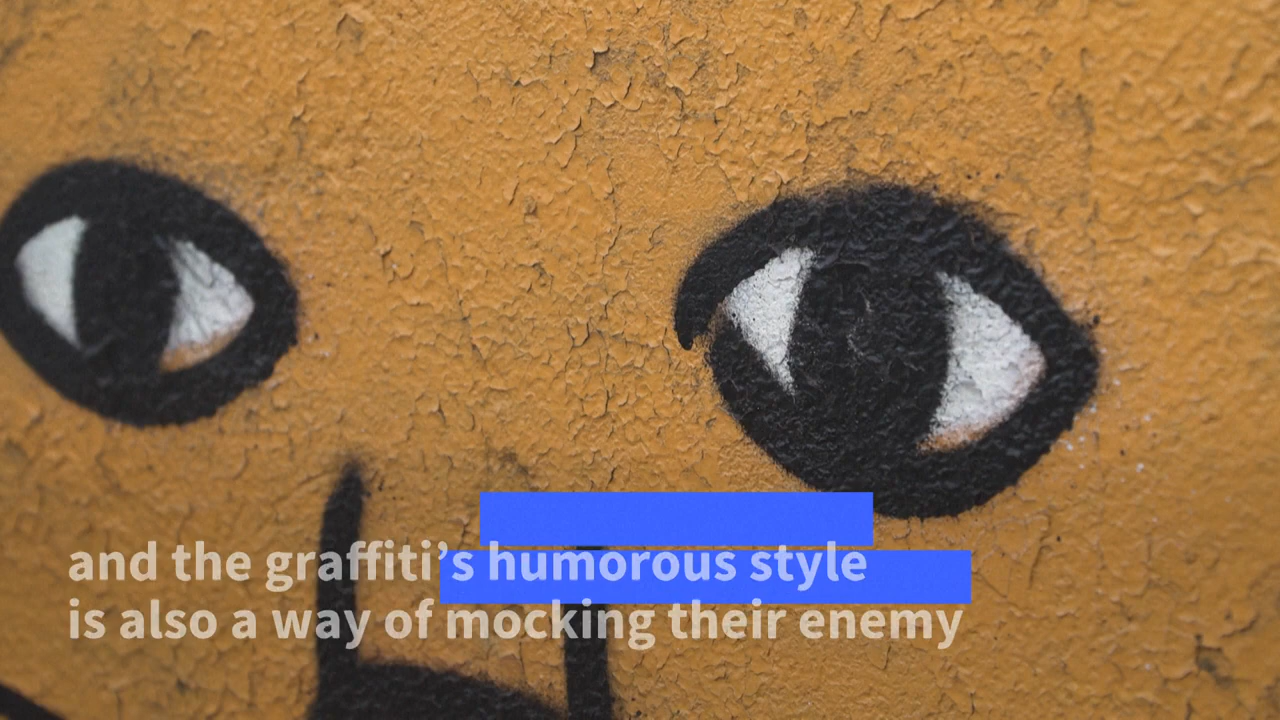 and the graffiti’s humorous style
is also a way of mocking their enemy